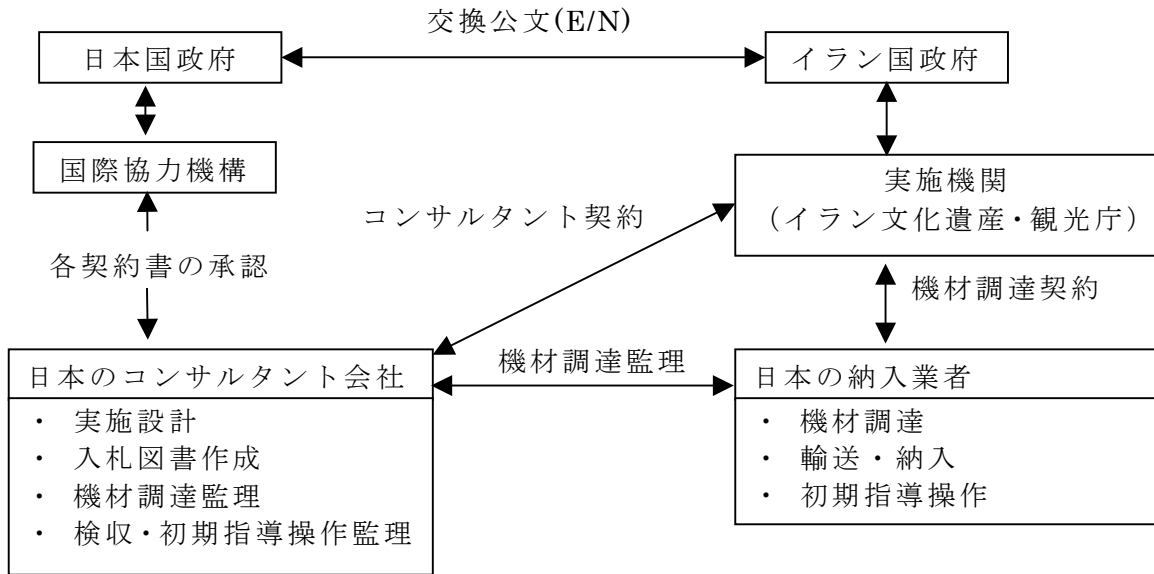 交換公文(E/N)
日本国政府
イラン国政府
国際協力機構
実施機関
(イラン文化遺産・観光庁)
コンサルタント契約
各契約書の承認
機材調達契約
機材調達監理
日本のコンサルタント会社
・ 実施設計
・ 入札図書作成
・ 機材調達監理
・ 検収・初期指導操作監理
日本の納入業者
・ 機材調達
・ 輸送・納入
・ 初期指導操作